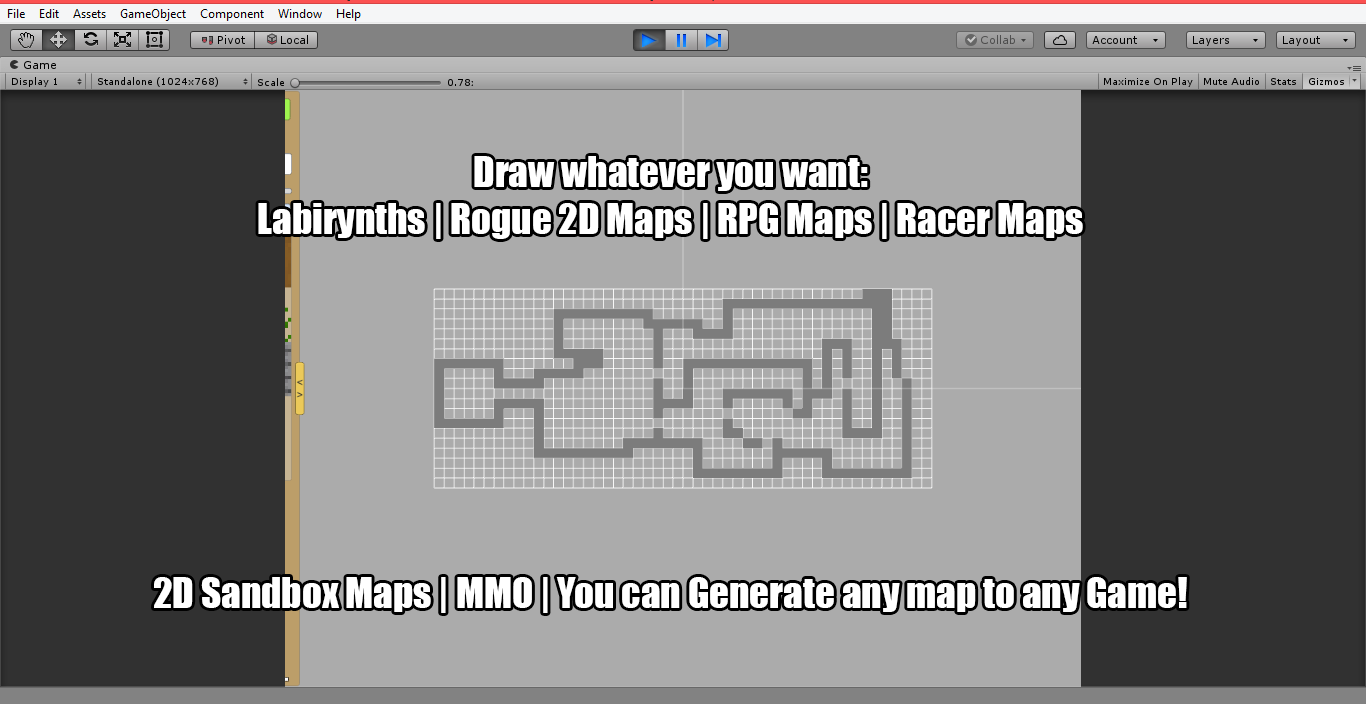 File Edit Assets GameObject Component Window Help
Pivot Local Collab Account Layers Layout
Game
Display 1 Standalone (1024x768) Scale 0.78: Maximize On Play Mute Audio Stats Gizmos
Draw whatever you want:
Labirynths | Rogue 2D Maps | RPG Maps | Racer Maps
< >
2D Sandbox Maps | MMO | You can Generate any map to any Game!